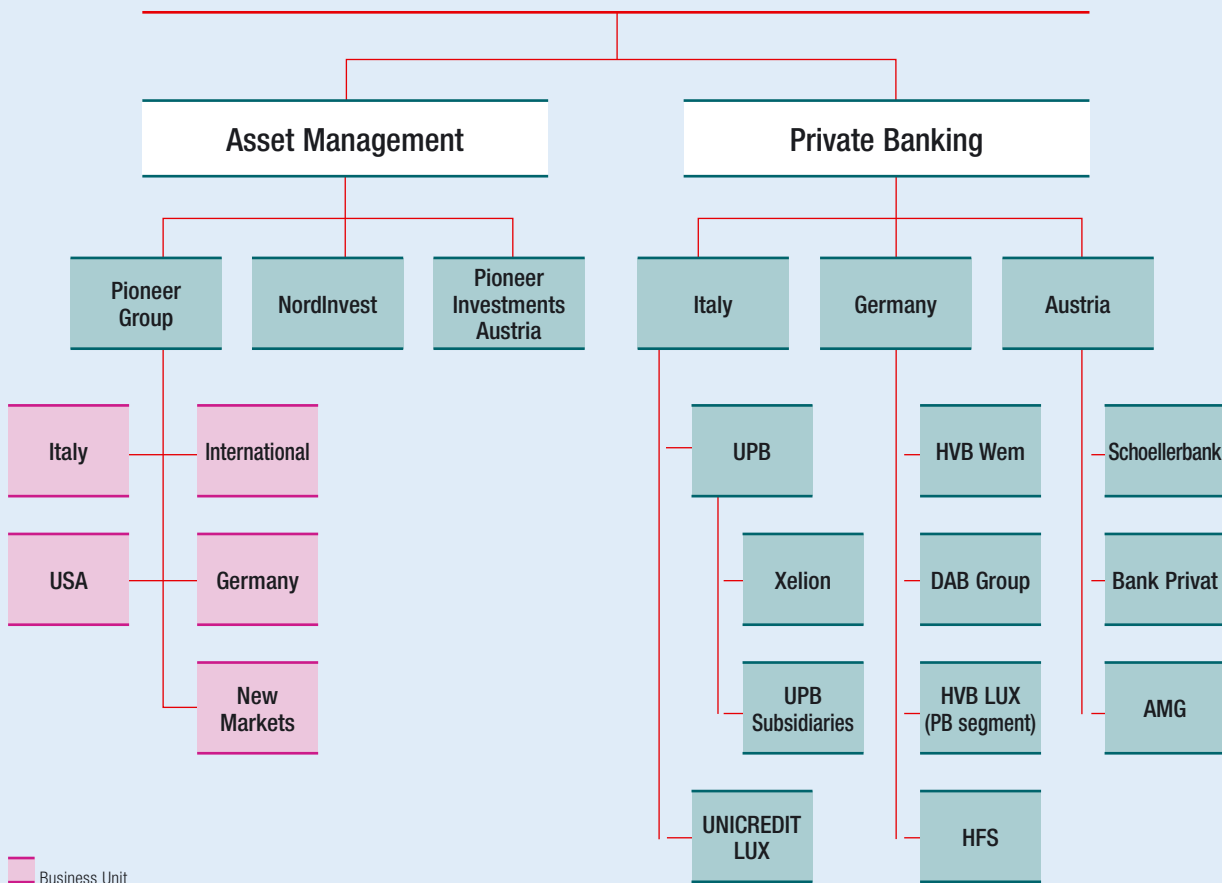 Asset Management
Private Banking
Pioneer
Group
NordInvest
Pioneer
Investments
Austria
Italy
Germany
Austria
Italy
International
UPB
HVB Wem
Schoellerbank
USA
Germany
Xelion
DAB Group
Bank Privat
New
Markets
UPB
Subsidiaries
HVB LUX
(PB segment)
AMG
UNICREDIT
LUX
HFS
Business Unit